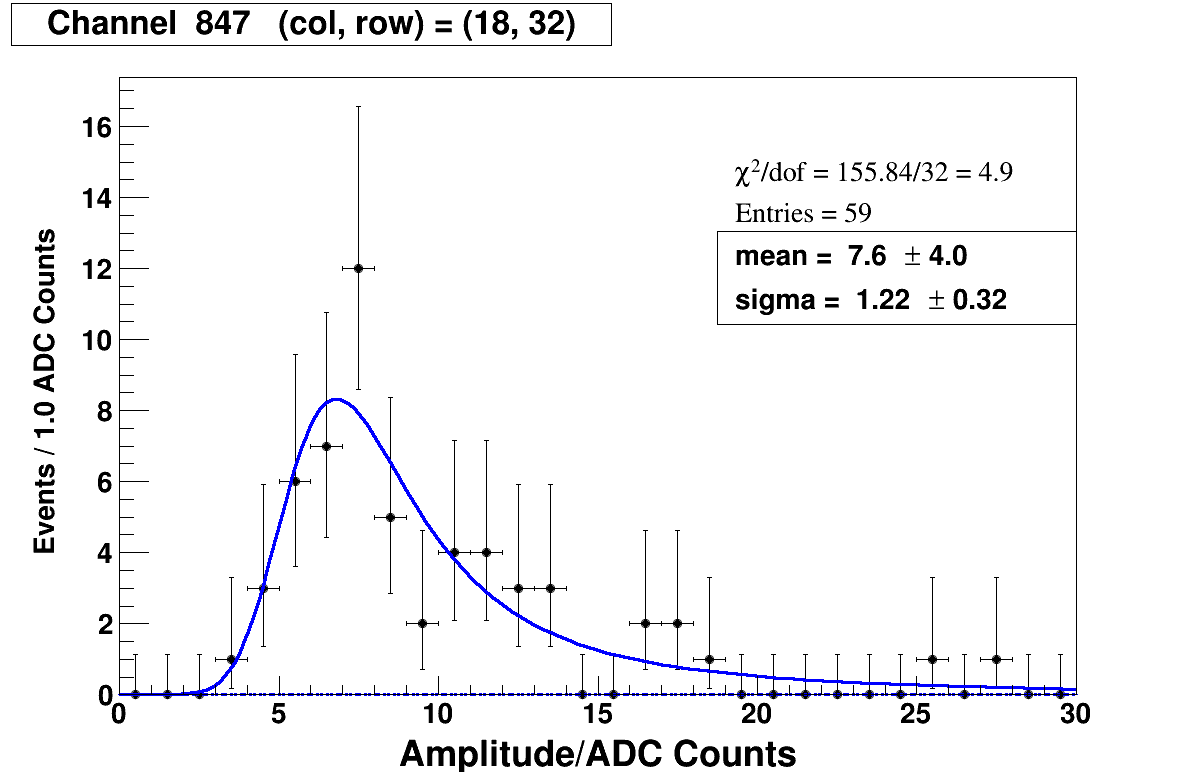 Channel 847 (col, row) = (18, 32)
χ²/dof = 155.84/32 = 4.9
Entries = 59
mean = 7.6 ± 4.0
sigma = 1.22 ± 0.32
Events / 1.0 ADC Counts
16
14
12
10
8
6
4
2
0
0 5 10 15 20 25 30
Amplitude/ADC Counts